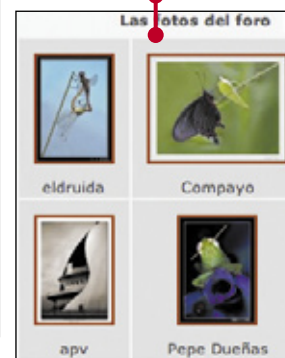 Las fotos del foro
eldruida
Compayo
apv
Pepe Dueñas